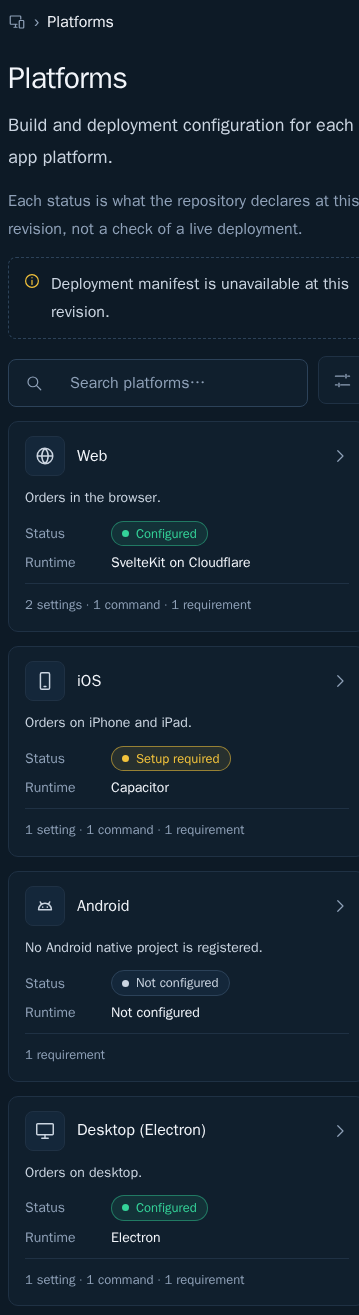 › Platforms
Platforms
Build and deployment configuration for each
app platform.
Each status is what the repository declares at this
revision, not a check of a live deployment.
Deployment manifest is unavailable at this
revision.
Search platforms···
Web
Orders in the browser.
Status Configured
Runtime SvelteKit on Cloudflare
2 settings · 1 command · 1 requirement
iOS
Orders on iPhone and iPad.
Status Setup required
Runtime Capacitor
1 setting · 1 command · 1 requirement
Android
No Android native project is registered.
Status Not configured
Runtime Not configured
1 requirement
Desktop (Electron)
Orders on desktop.
Status Configured
Runtime Electron
1 setting · 1 command · 1 requirement